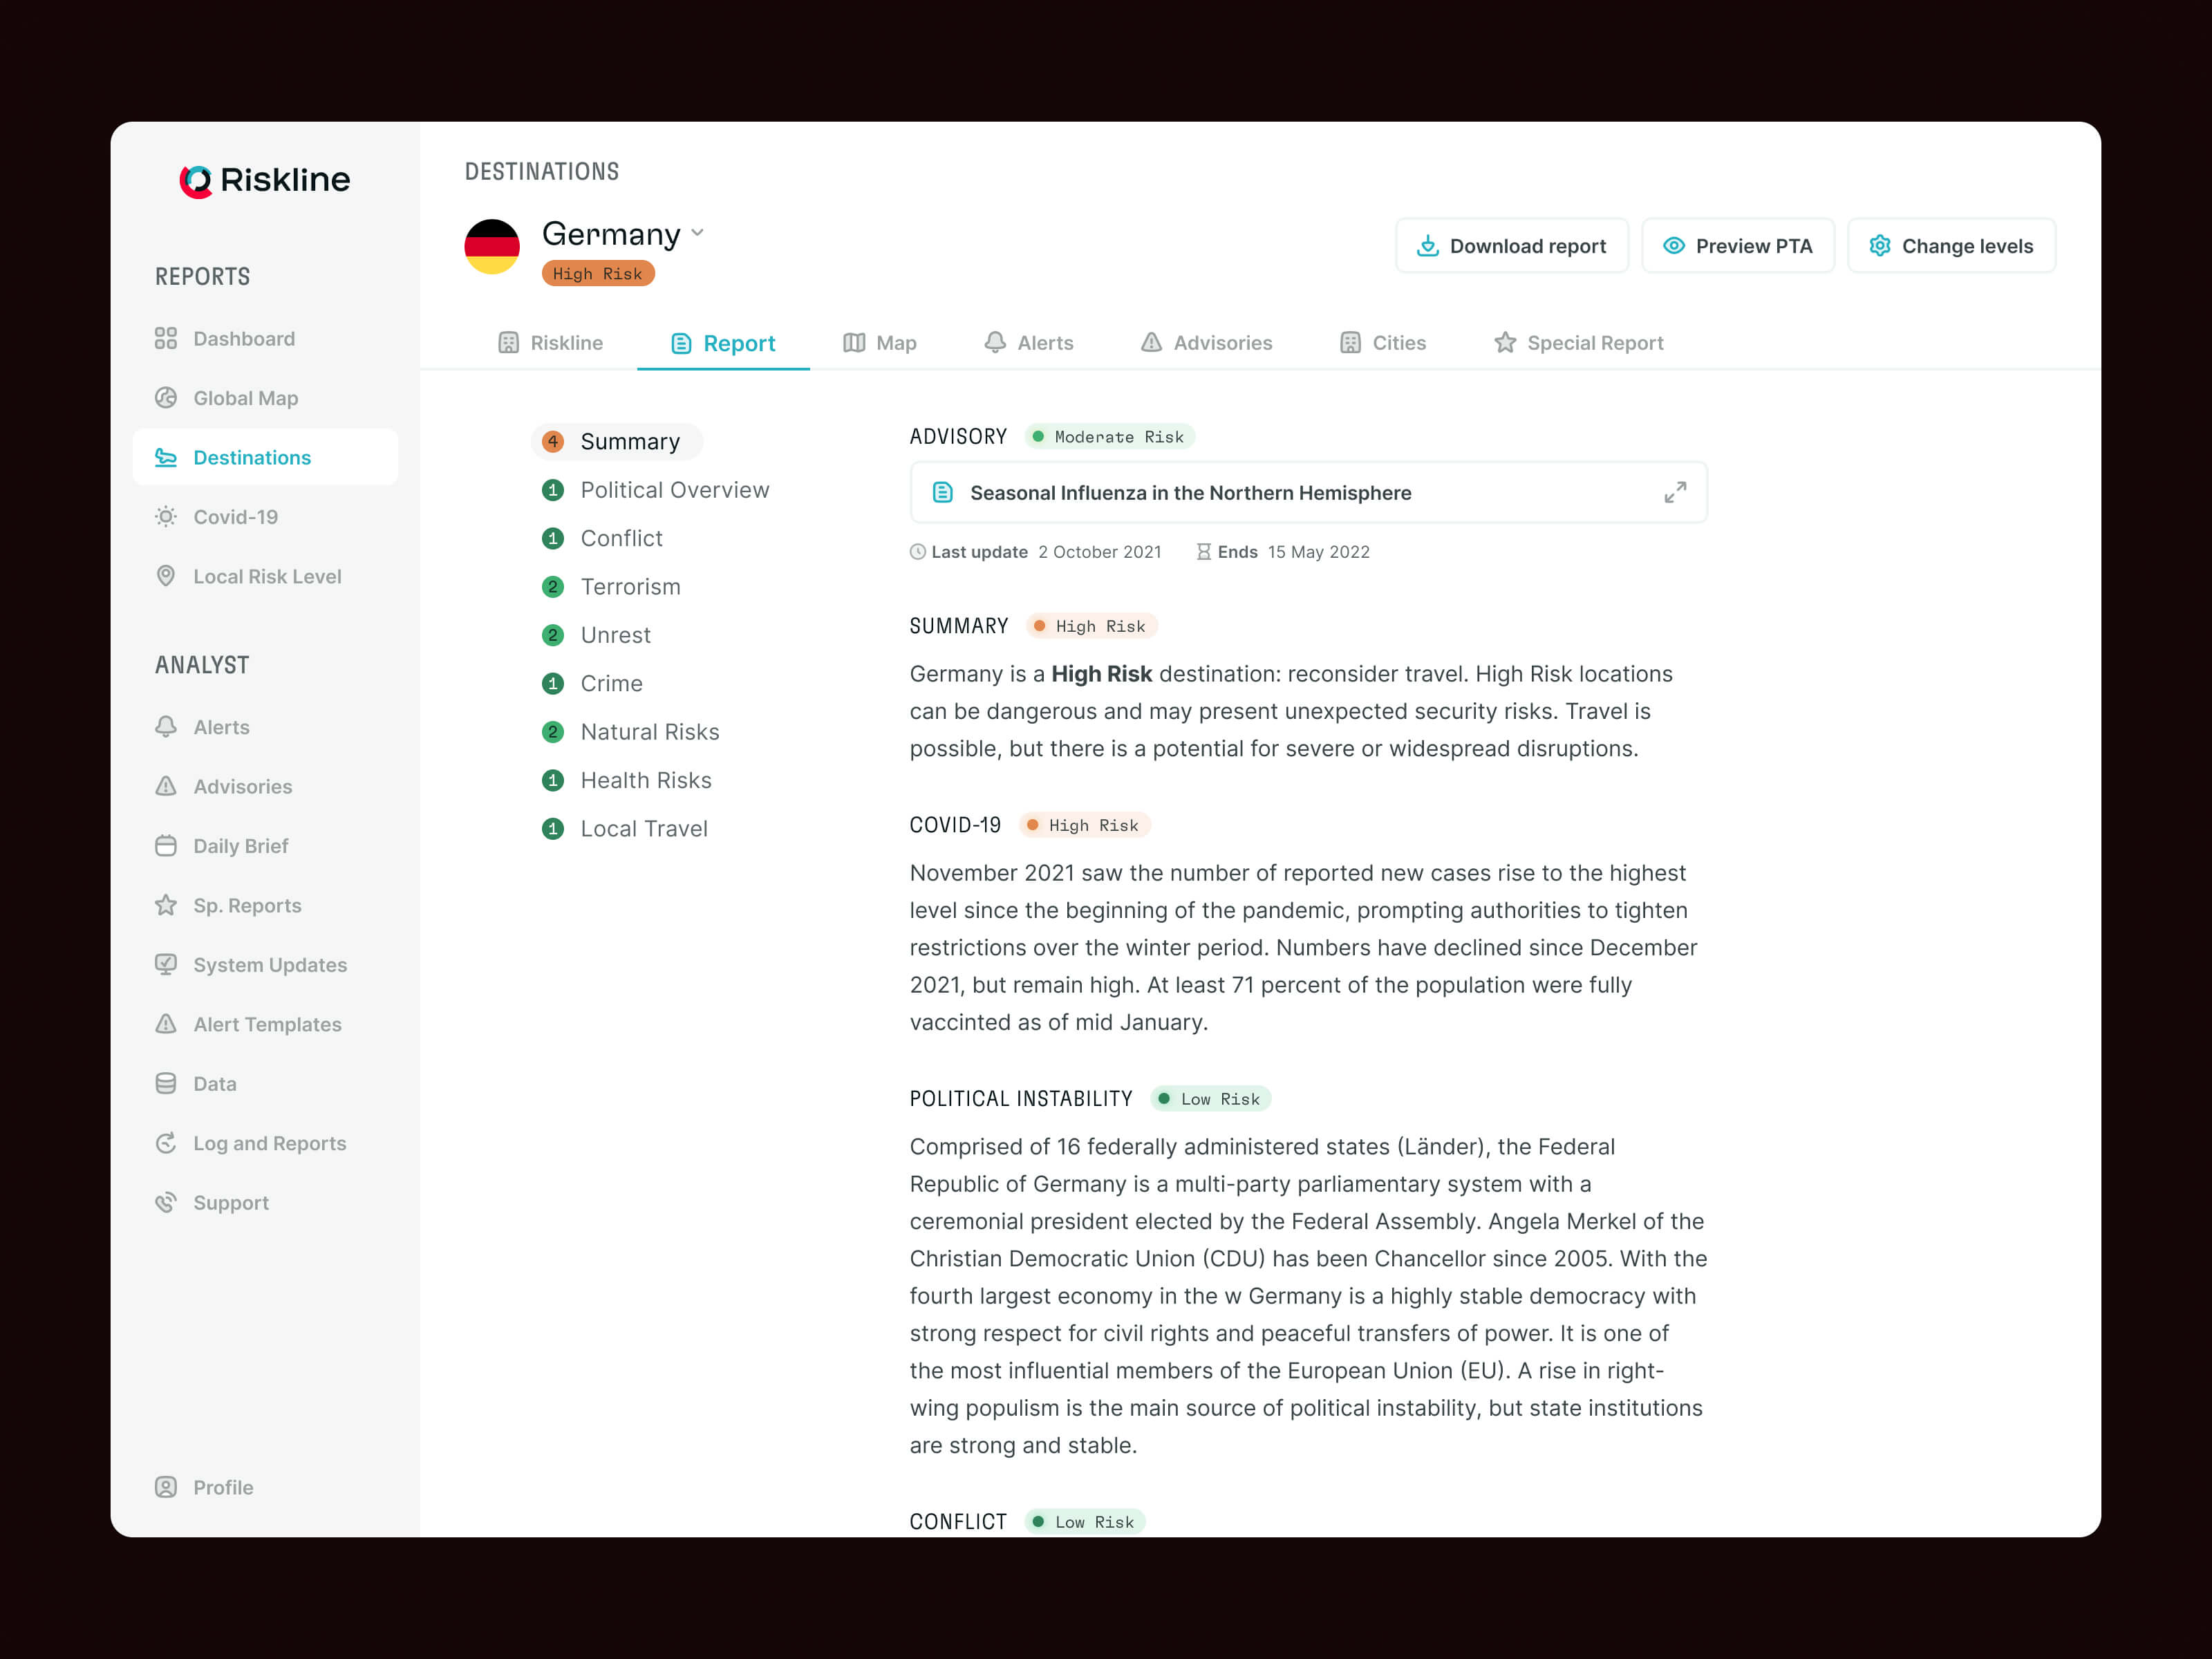 Riskline
REPORTS
Dashboard
Global Map
Destinations
Covid-19
Local Risk Level
ANALYST
Alerts
Advisories
Daily Brief
Sp. Reports
System Updates
Alert Templates
Data
Log and Reports
Support
Profile
DESTINATIONS
Germany
High Risk
Download report
Preview PTA
Change levels
Riskline
Report
Map
Alerts
Advisories
Cities
Special Report
4 Summary
1 Political Overview
1 Conflict
2 Terrorism
2 Unrest
1 Crime
2 Natural Risks
1 Health Risks
1 Local Travel
ADVISORY Moderate Risk
Seasonal Influenza in the Northern Hemisphere
Last update 2 October 2021 Ends 15 May 2022
SUMMARY High Risk
Germany is a High Risk destination: reconsider travel. High Risk locations
can be dangerous and may present unexpected security risks. Travel is
possible, but there is a potential for severe or widespread disruptions.
COVID-19 High Risk
November 2021 saw the number of reported new cases rise to the highest
level since the beginning of the pandemic, prompting authorities to tighten
restrictions over the winter period. Numbers have declined since December
2021, but remain high. At least 71 percent of the population were fully
vaccinted as of mid January.
POLITICAL INSTABILITY Low Risk
Comprised of 16 federally administered states (Länder), the Federal
Republic of Germany is a multi-party parliamentary system with a
ceremonial president elected by the Federal Assembly. Angela Merkel of the
Christian Democratic Union (CDU) has been Chancellor since 2005. With the
fourth largest economy in the w Germany is a highly stable democracy with
strong respect for civil rights and peaceful transfers of power. It is one of
the most influential members of the European Union (EU). A rise in right-
wing populism is the main source of political instability, but state institutions
are strong and stable.
CONFLICT Low Risk